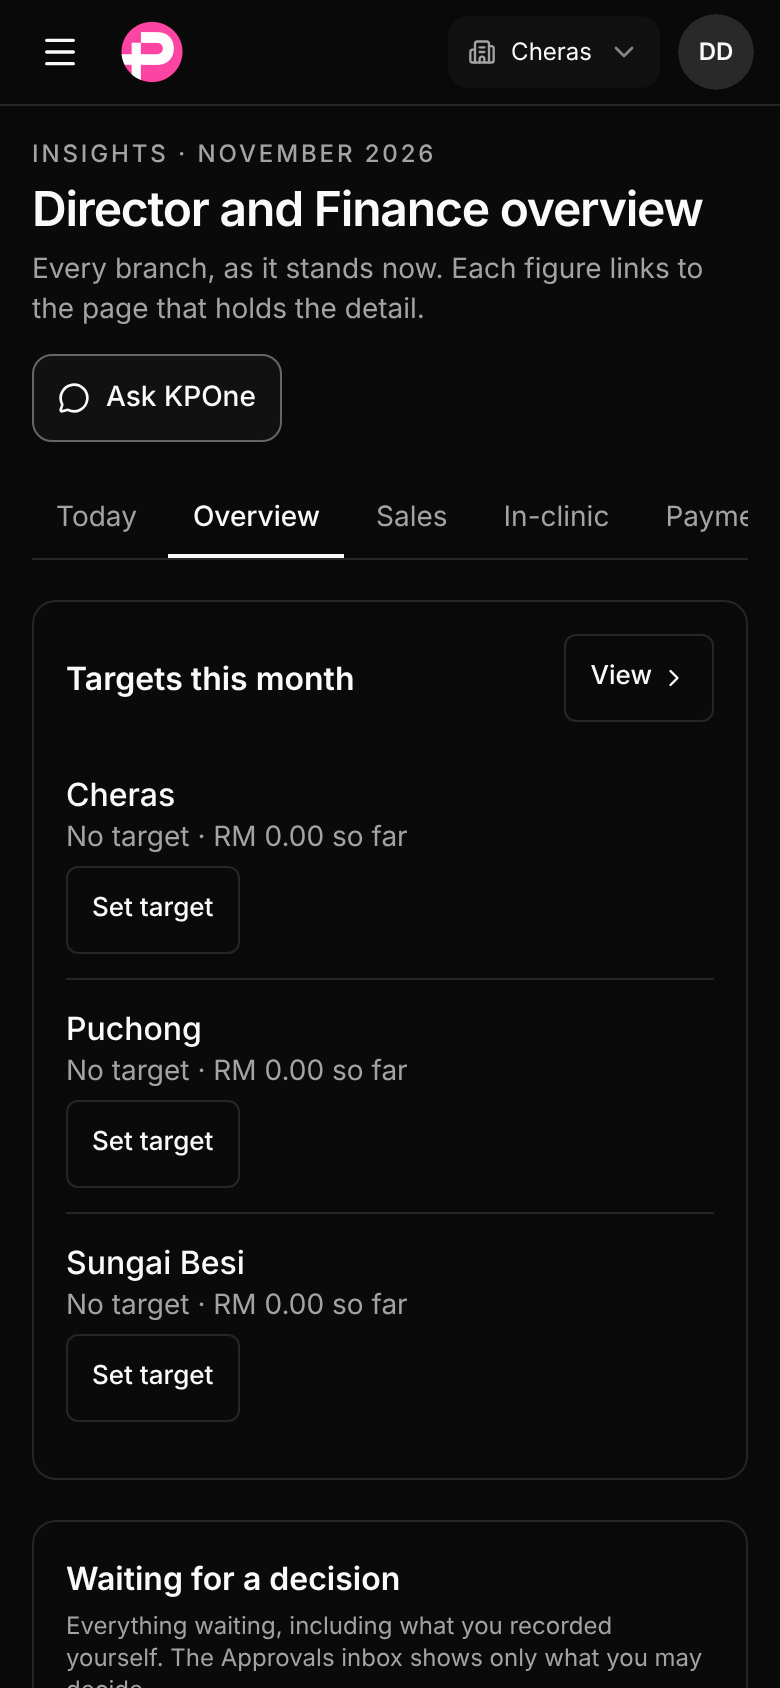 Cheras
DD
INSIGHTS · NOVEMBER 2026
Director and Finance overview
Every branch, as it stands now. Each figure links to
the page that holds the detail.
Ask KPOne
Today Overview Sales In-clinic Payme
Targets this month
View
Cheras
No target · RM 0.00 so far
Set target
Puchong
No target · RM 0.00 so far
Set target
Sungai Besi
No target · RM 0.00 so far
Set target
Waiting for a decision
Everything waiting, including what you recorded
yourself. The Approvals inbox shows only what you may